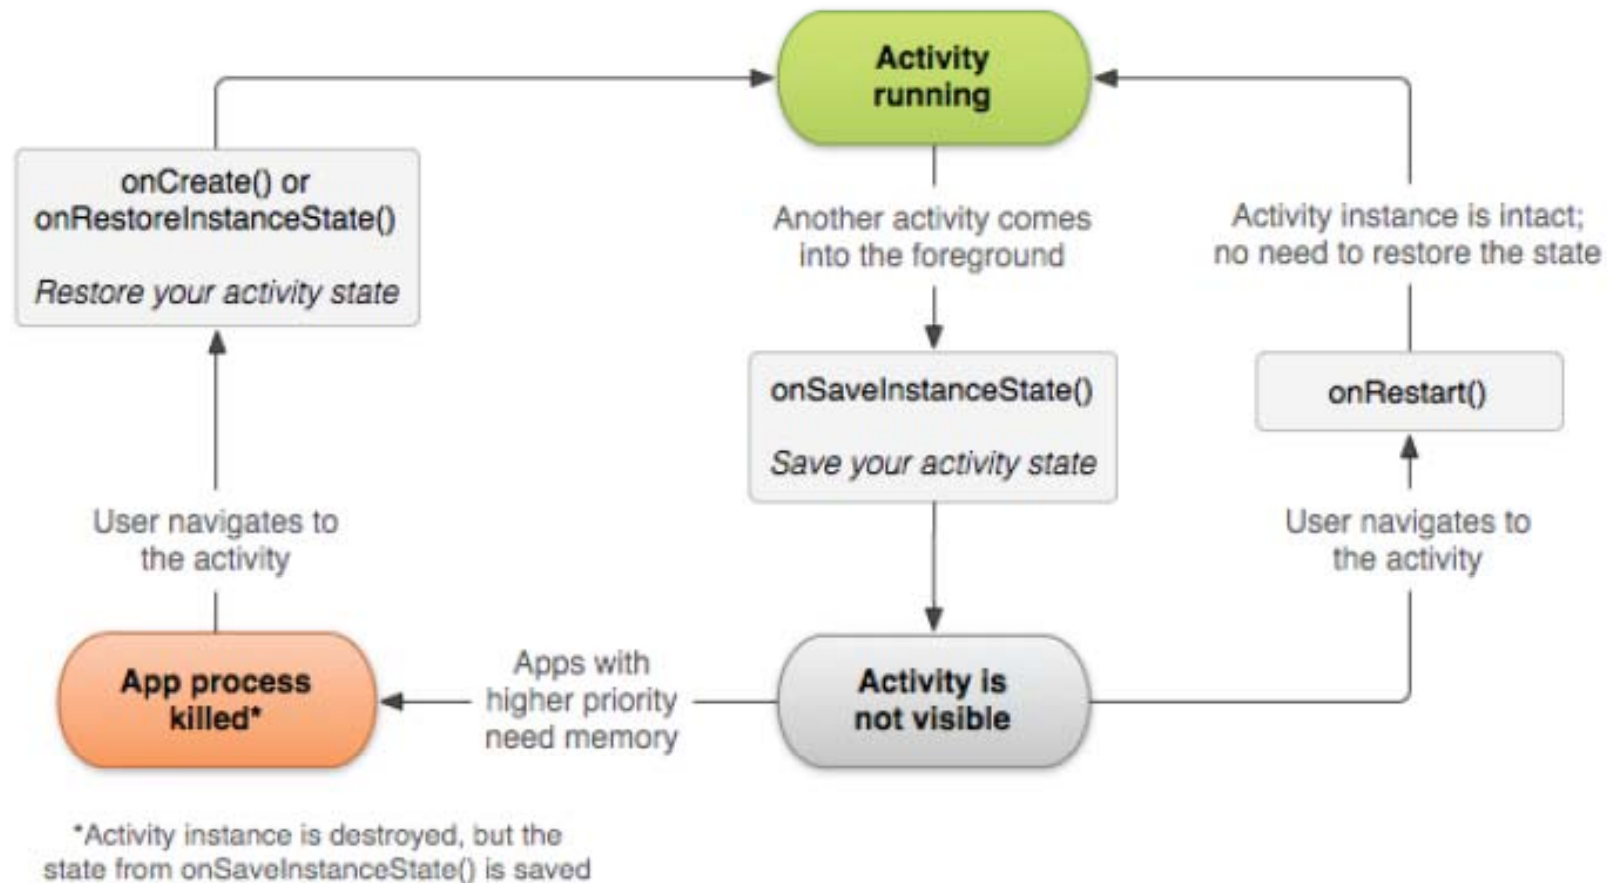 Activity
running
onCreate() or
onRestoreInstanceState()
Restore your activity state
Another activity comes
into the foreground
Activity instance is intact;
no need to restore the state
onSaveInstanceState()
Save your activity state
onRestart()
User navigates to
the activity
User navigates to
the activity
App process
killed*
Apps with
higher priority
need memory
Activity is
not visible
*Activity instance is destroyed, but the
state from onSaveInstanceState() is saved